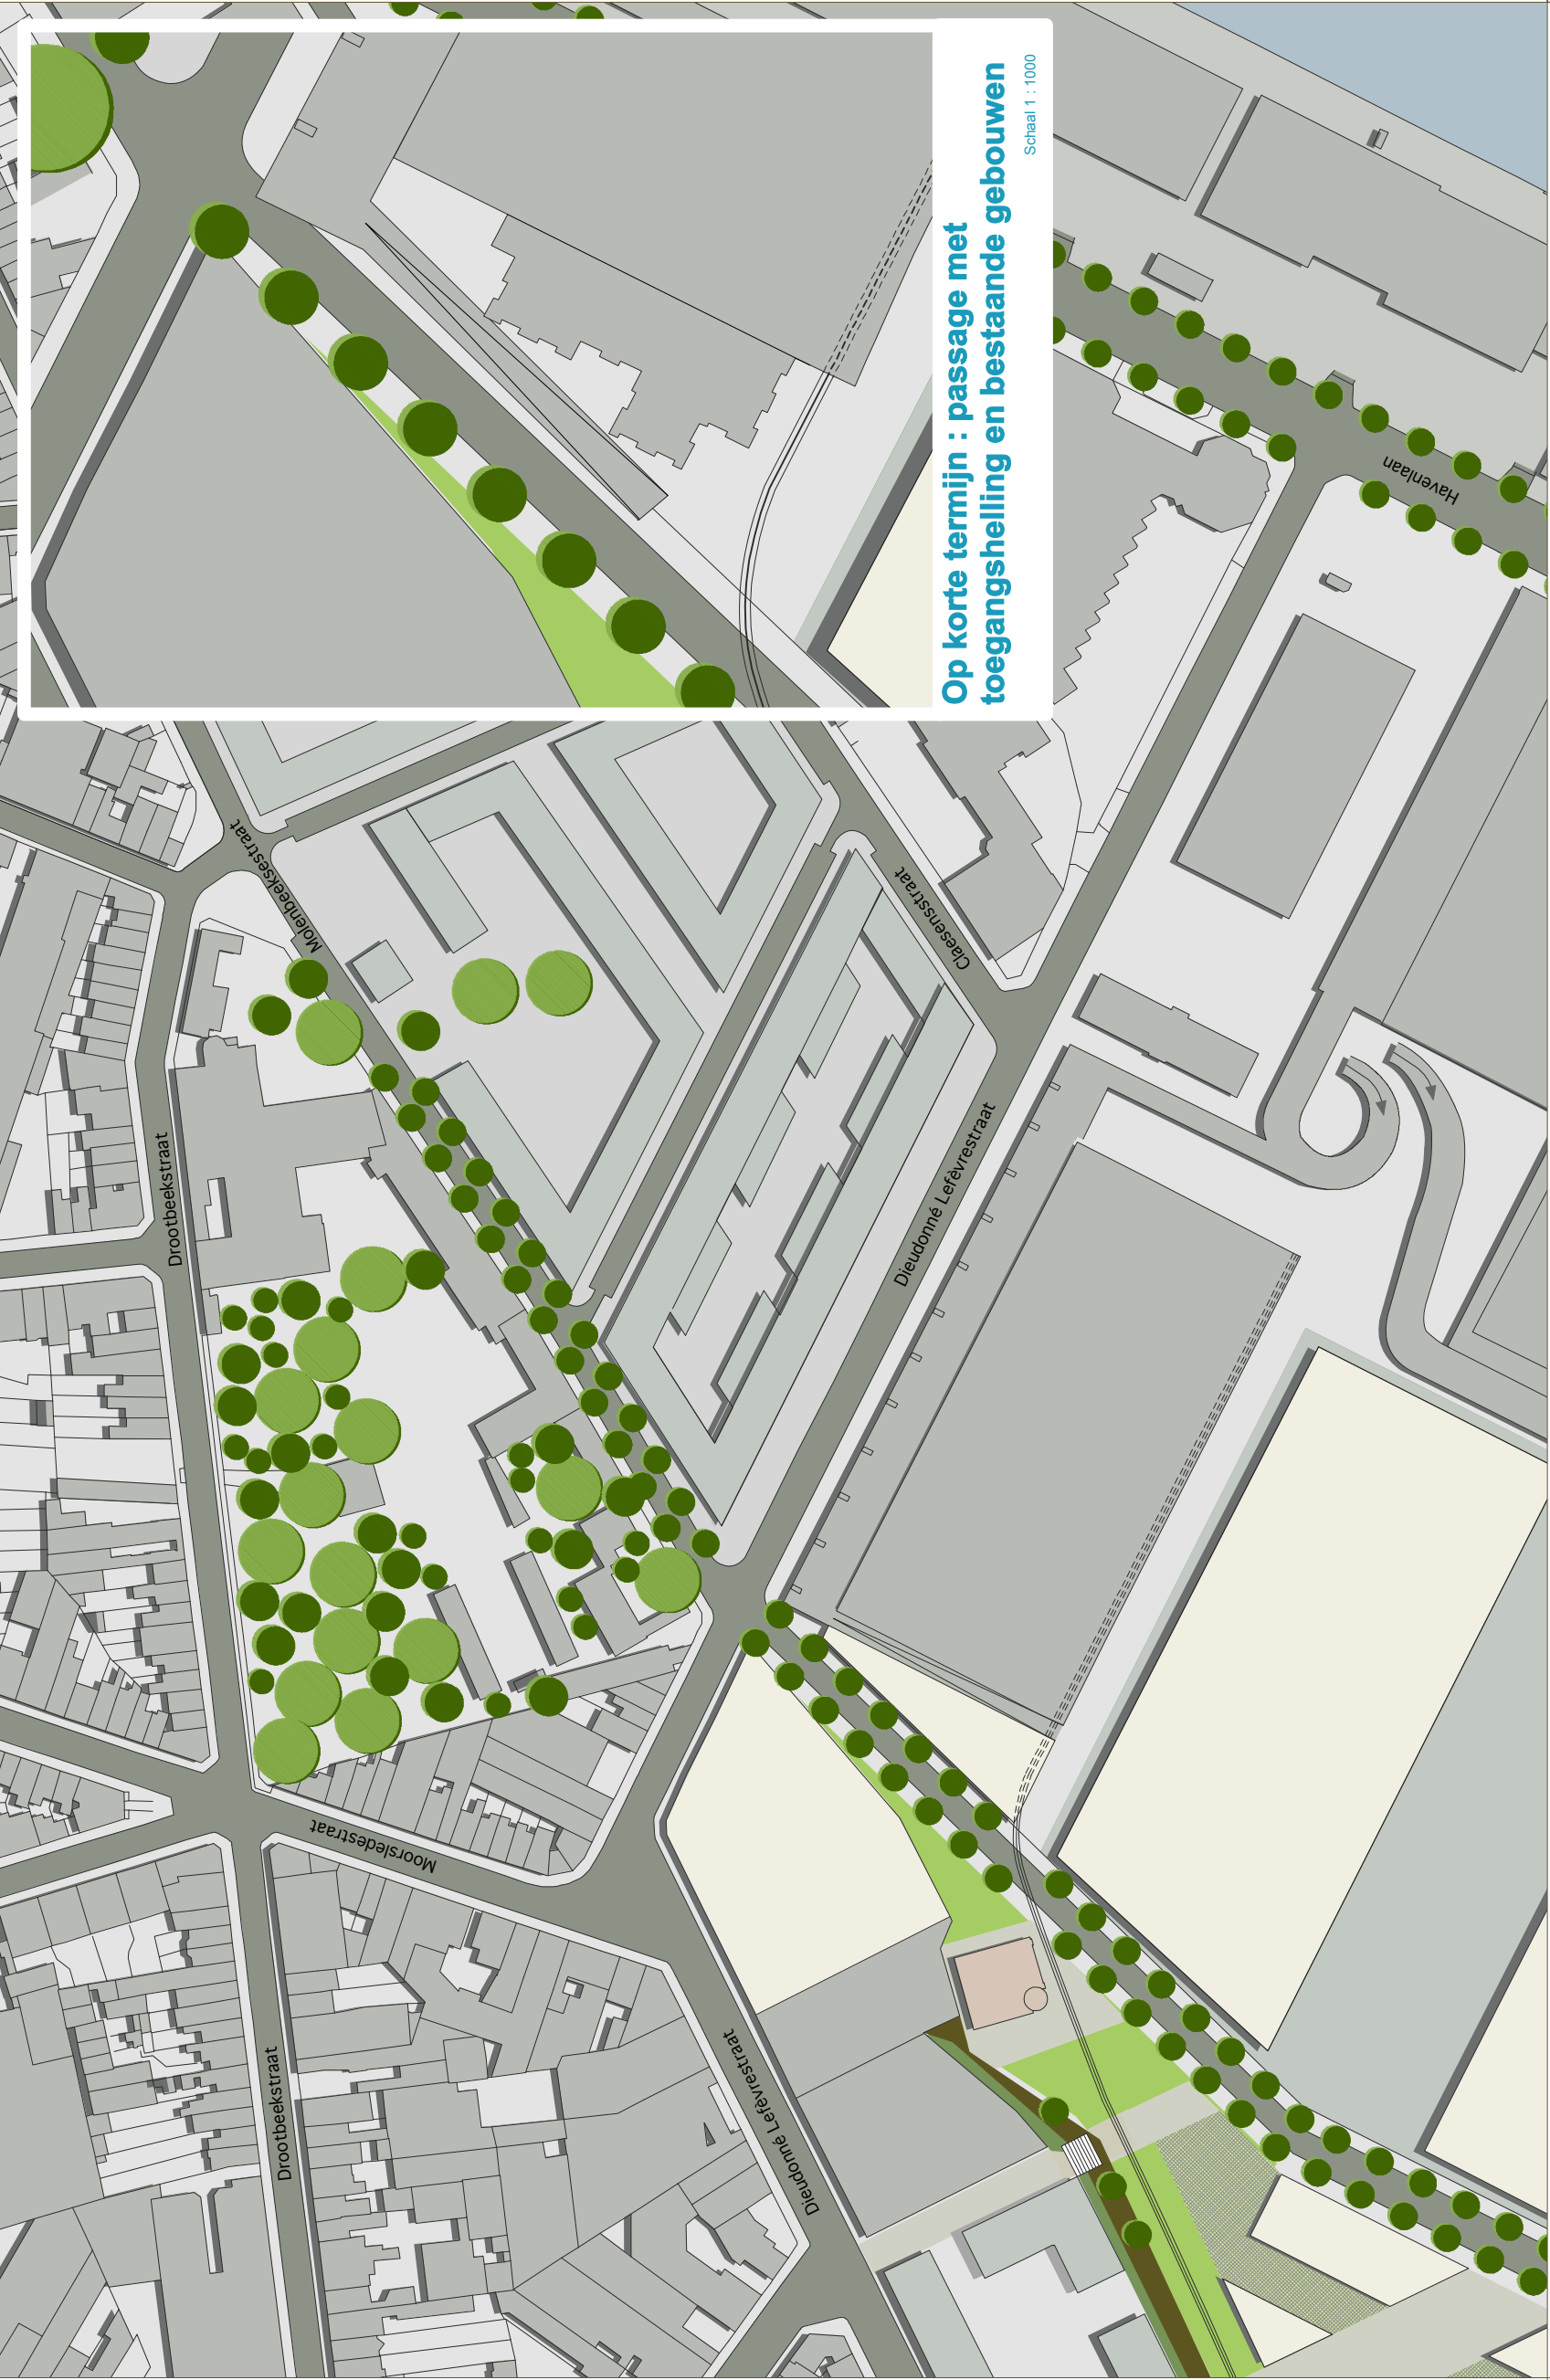 Op korte termijn : passage met
toegangshelling en bestaande gebouwen
Schaal 1 : 1000
Havenlaan
Molenbeeksestraat
Claesensstraat
Drootbeekstraat
Dieudonné Lefèvrestraat
Moorsledestraat
Drootbeekstraat
Dieudonné Lefèvrestraat